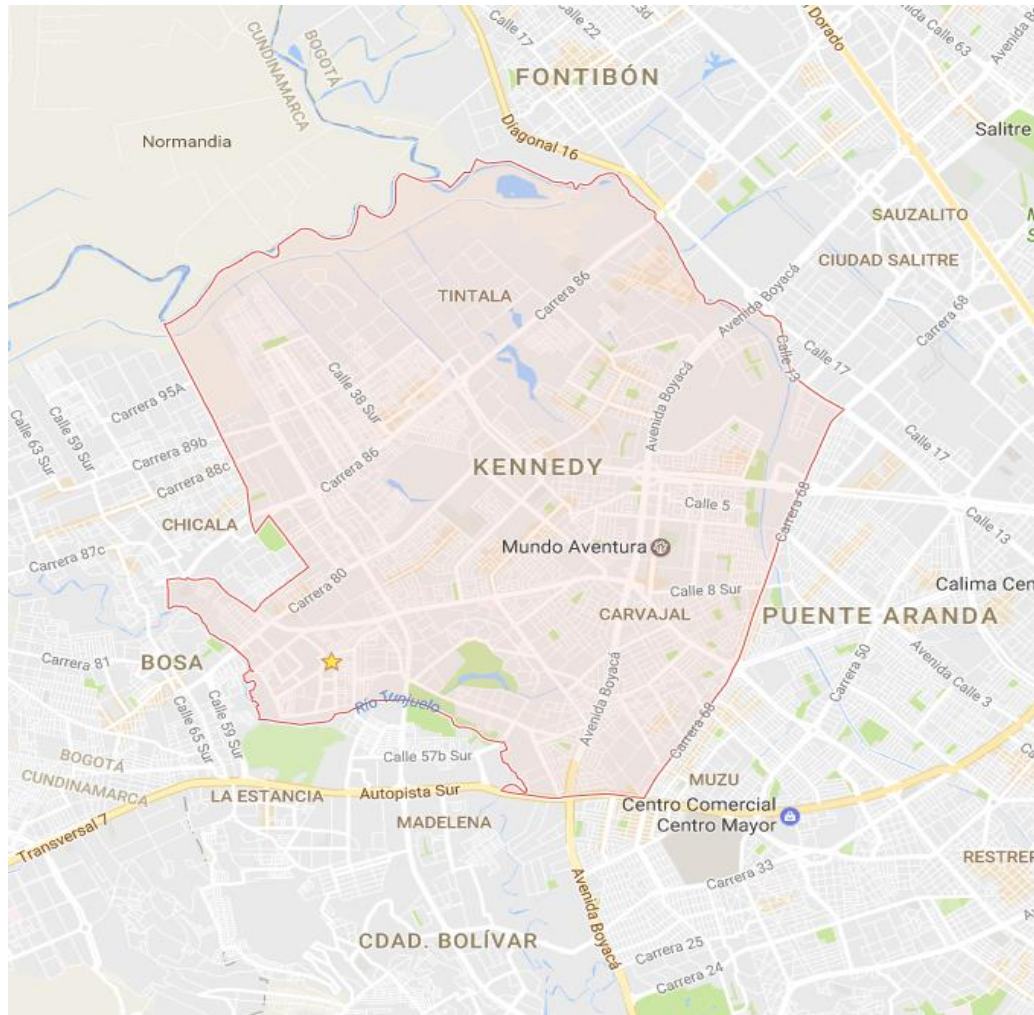 Calle 17
Calle 22
Dorado
Calle 63
CUNDINAMARCA
BOGOTÁ
FONTIBÓN
Diagonal 16
Normandia
Salitre
SAUZALITO
CIUDAD SALITRE
Carrera 68
Avenida Boyacá
TINTALA
Carrera 86
Calle 13
Calle 17
Calle 38 Sur
Avenida Boyacá
Carrera 95A
Calle 59 Sur
Calle 63 Sur
Carrera 89b
Carrera 88c
Carrera 86
KENNEDY
Calle 17
Calle 5
Carrera 68
Calle 13
CHICALA
Carrera 87c
Mundo Aventura
Carrera 80
Calle 8 Sur
Calima Cen
CARVAJAL
PUENTE ARANDA
Carrera 81
BOSA
Carrera 50
Avenida Calle 3
Calle 59 Sur
Calle 65 Sur
Río Tunjuelo
Avenida Boyacá
Carrera 68
Calle 57b Sur
BOGOTÁ
CUNDINAMARCA
MUZU
LA ESTANCIA
Autopista Sur
Centro Comercial
Centro Mayor
MADELENA
Transversal 7
RESTREP
Carrera 33
Avenida Boyacá
CDAD. BOLÍVAR
Carrera 25
Carrera 24